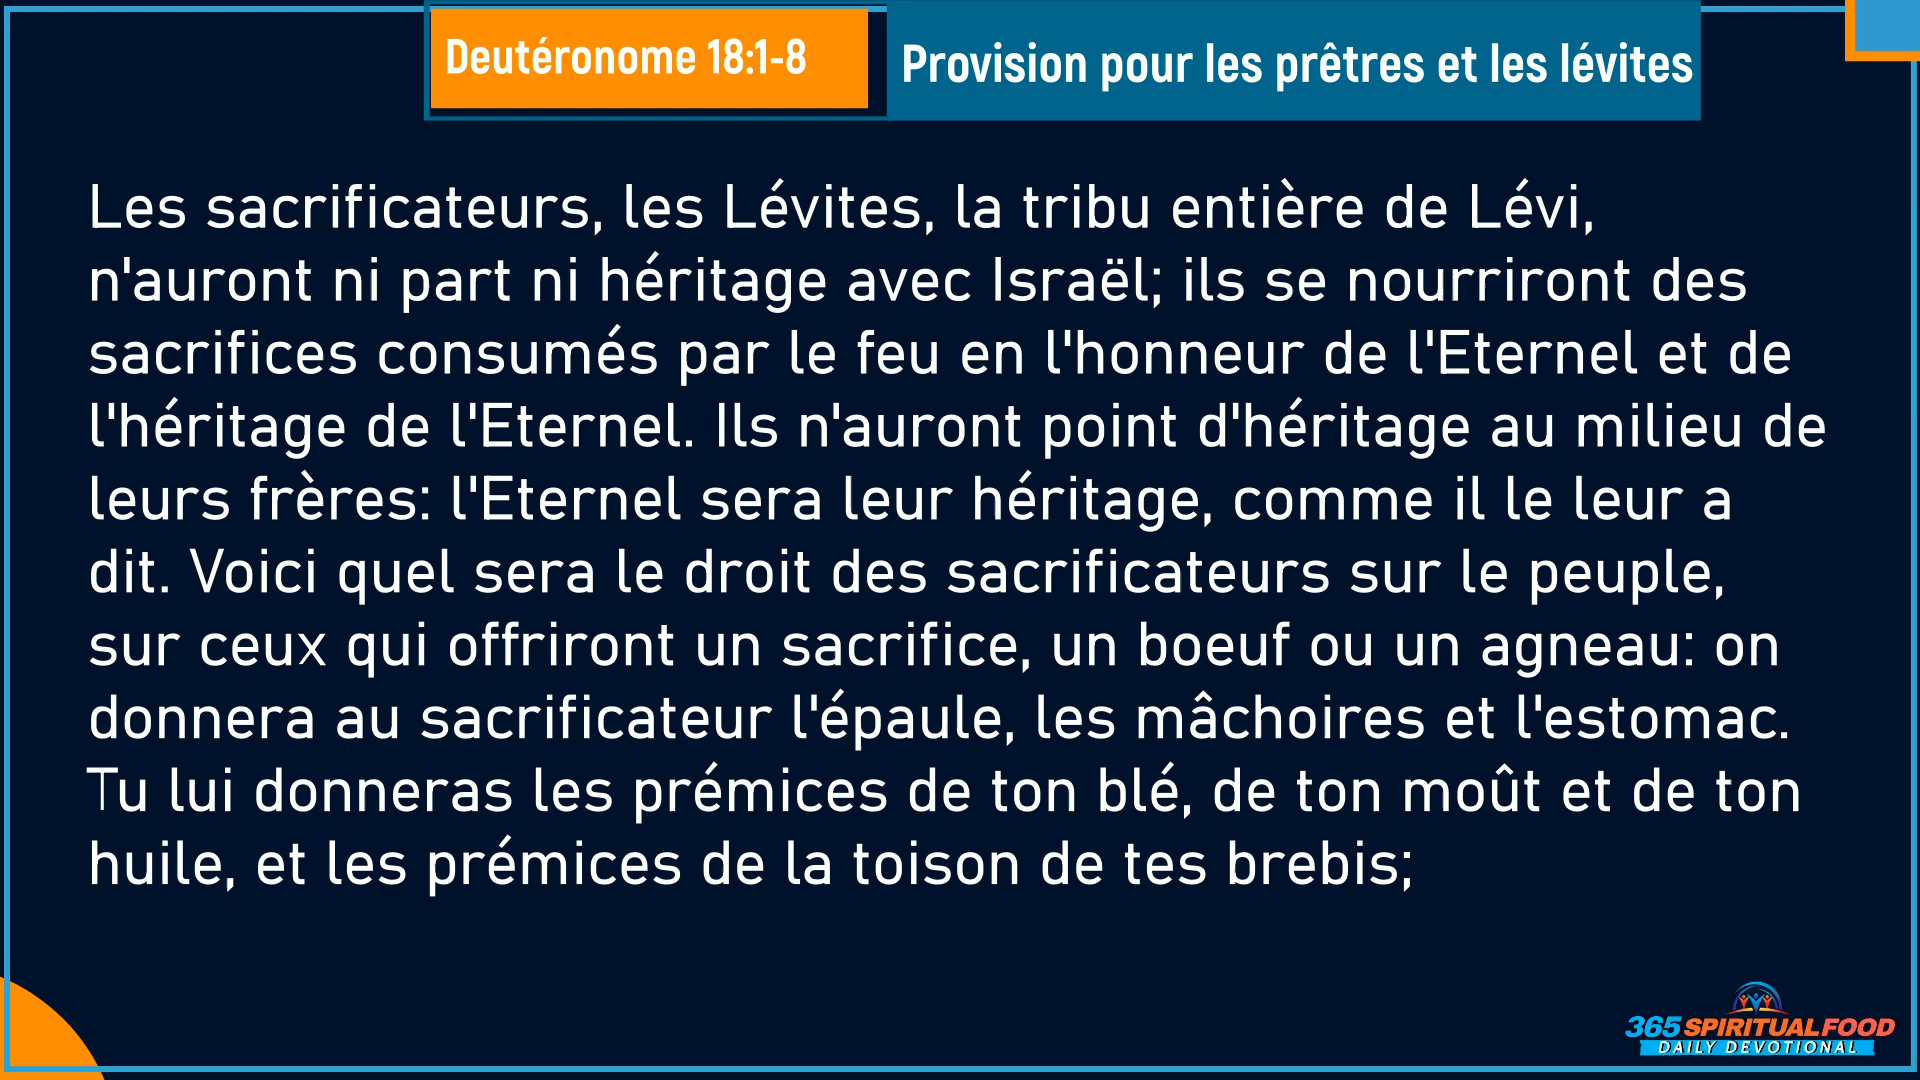 Deutéronome 18:1-8
Provision pour les prêtres et les lévites
Les sacrificateurs, les Lévites, la tribu entière de Lévi,
n'auront ni part ni héritage avec Israël; ils se nourriront des
sacrifices consumés par le feu en l'honneur de l'Eternel et de
l'héritage de l'Eternel. Ils n'auront point d'héritage au milieu de
leurs frères: l'Eternel sera leur héritage, comme il le leur a
dit. Voici quel sera le droit des sacrificateurs sur le peuple,
sur ceux qui offriront un sacrifice, un boeuf ou un agneau: on
donnera au sacrificateur l'épaule, les mâchoires et l'estomac.
Tu lui donneras les prémices de ton blé, de ton moût et de ton
huile, et les prémices de la toison de tes brebis;
365 SPIRITUAL FOOD
DAILY DEVOTIONAL